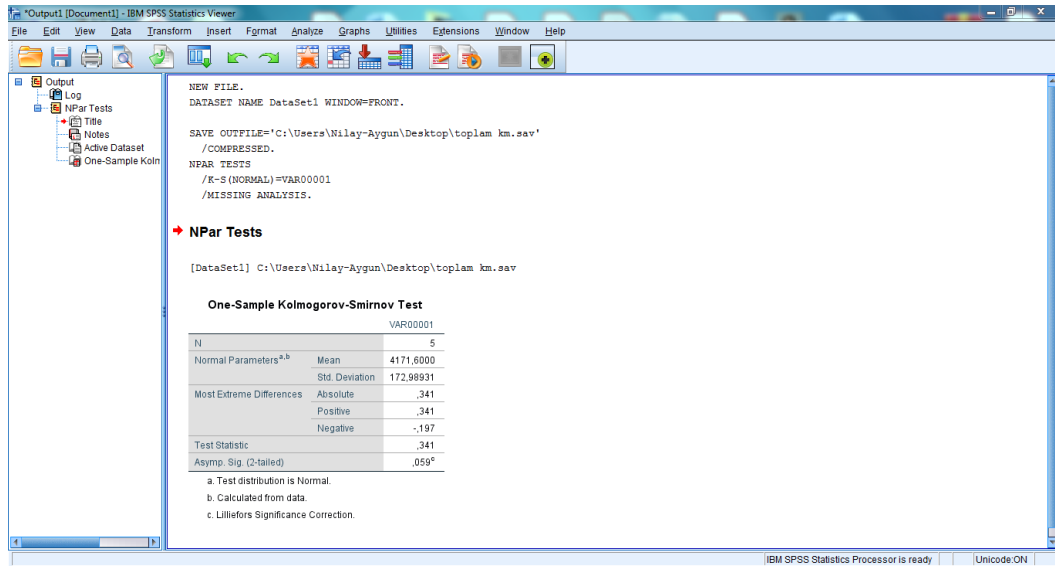 *Output1 [Document1] - IBM SPSS Statistics Viewer
File Edit View Data Transform Insert Format Analyze Graphs Utilities Extensions Window Help
Output
Log
NPar Tests
Title
Notes
Active Dataset
One-Sample Kolm
NEW FILE.
DATASET NAME DataSet1 WINDOW=FRONT.
SAVE OUTFILE='C:\Users\Nilay-Aygun\Desktop\toplam km.sav'
/COMPRESSED.
NPAR TESTS
/K-S(NORMAL)=VAR00001
/MISSING ANALYSIS.
NPar Tests
[DataSet1] C:\Users\Nilay-Aygun\Desktop\toplam km.sav
One-Sample Kolmogorov-Smirnov Test
VAR00001
N 5
Normal Parameters a,b Mean 4171,6000
Std. Deviation 172,98931
Most Extreme Differences Absolute ,341
Positive ,341
Negative -,197
Test Statistic ,341
Asymp. Sig. (2-tailed) ,059c
a. Test distribution is Normal.
b. Calculated from data.
c. Lilliefors Significance Correction.
IBM SPSS Statistics Processor is ready Unicode:ON